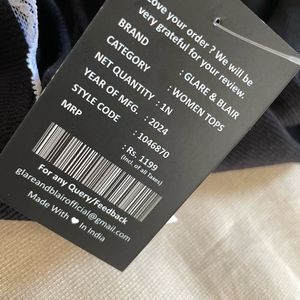 Love your order ? We will be
very grateful for your review.
BRAND : GLARE & BLAIR
CATEGORY : WOMEN TOPS
NET QUANTITY : 1N
YEAR OF MFG. : 2024
STYLE CODE : 1046870
MRP : Rs. 1199
(Incl. of all taxes)
For any Query/Feedback
glareandblairofficial@gmail.com
Made With ❤ In India